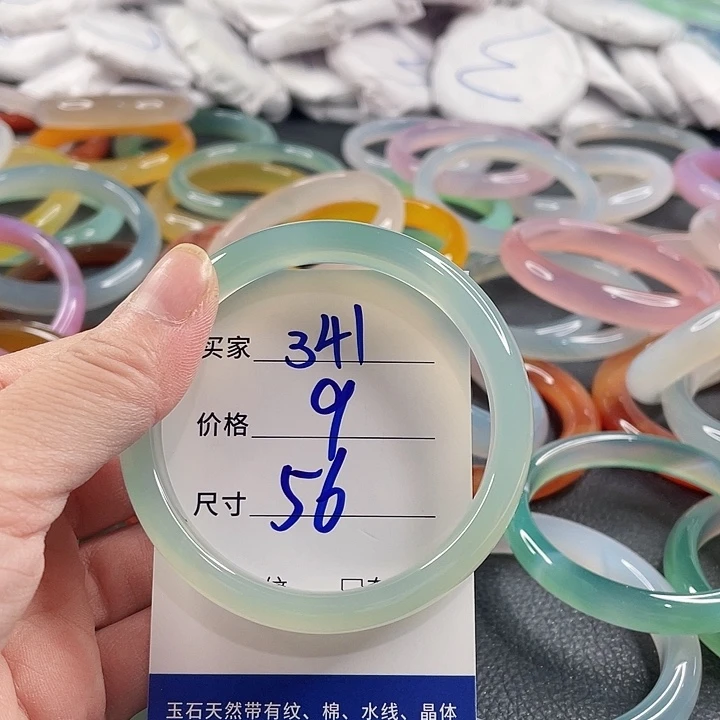 买家 341
价格 9
尺寸 56
玉石天然带有纹、棉、水线、晶体